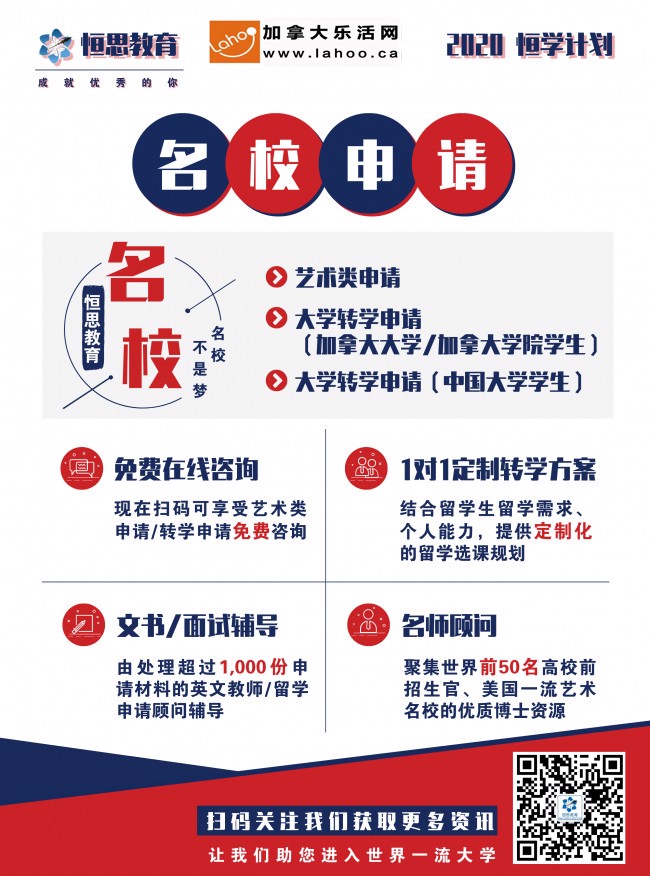 恒思教育
成就优秀的你
Lahoo
加拿大乐活网
www.lahoo.ca
2020 恒学计划
名校申请
名校
恒思教育
名校
不是梦
艺术类申请
大学转学申请
（加拿大大学/加拿大学院学生）
大学转学申请（中国大学学生）
免费在线咨询
现在扫码可享受艺术类
申请/转学申请免费咨询
1对1定制转学方案
结合留学生留学需求、
个人能力，提供定制化
的留学选课规划
文书/面试辅导
由处理超过1,000份申
请材料的英文教师/留学
申请顾问辅导
名师顾问
聚集世界前50名高校前
招生官、美国一流艺术
名校的优质博士资源
扫码关注我们获取更多资讯
让我们助您进入世界一流大学
恒思教育